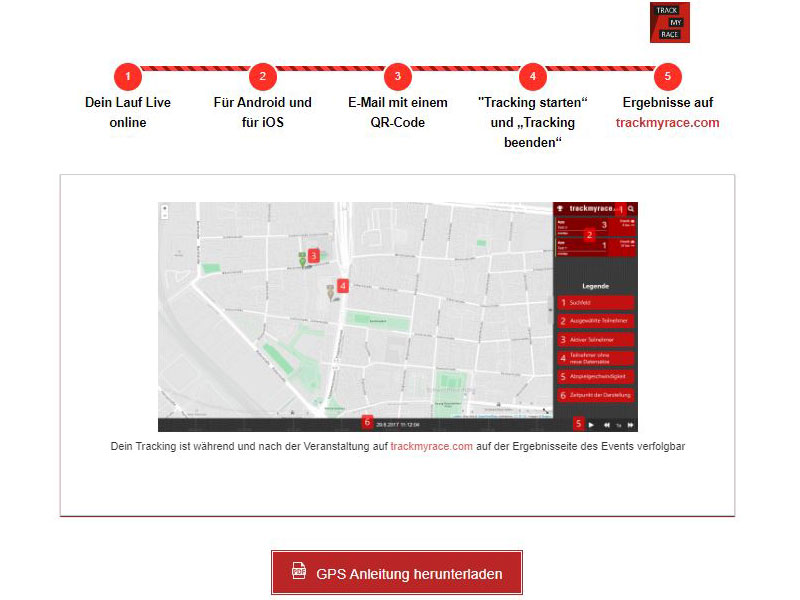 TRACK
MY
RACE
1
Dein Lauf Live
online
2
Für Android und
für iOS
3
E-Mail mit einem
QR-Code
4
"Tracking starten“
und „Tracking
beenden“
5
Ergebnisse auf
trackmyrace.com
trackmyrace...
1
3
2
1
3
4
Legende
1 Suchfeld
2 Ausgewählte Teilnehmer
3 Aktiver Teilnehmer
4 Teilnehmer ohne
neue Datensätze
5 Abspielgeschwindigkeit
6 Zeitpunkt der Darstellung
6 20.8.2017 11:12:04
5 1x
Dein Tracking ist während und nach der Veranstaltung auf trackmyrace.com auf der Ergebnisseite des Events verfolgbar
PDF GPS Anleitung herunterladen